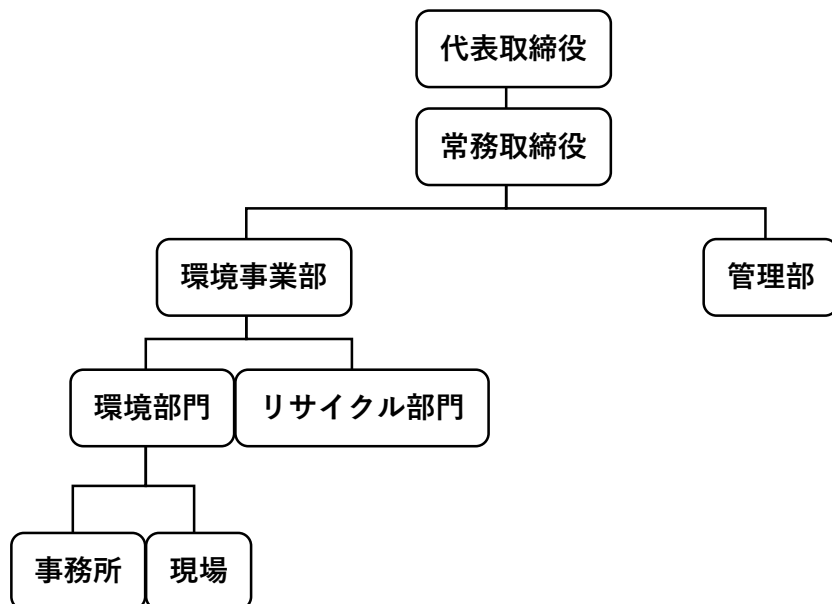 代表取締役
常務取締役
環境事業部
管理部
環境部門
リサイクル部門
事務所
現場